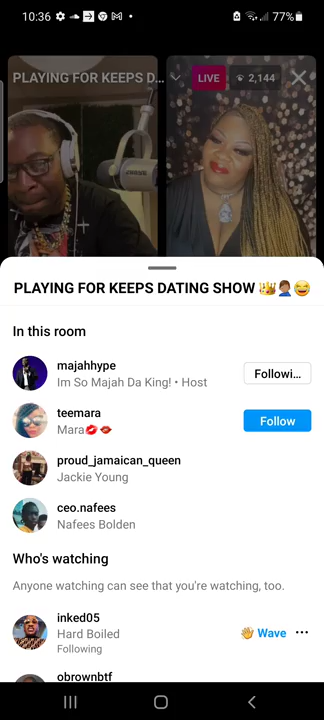 10:36
77%
PLAYING FOR KEEPS D...
LIVE
2,144
PLAYING FOR KEEPS DATING SHOW 👑🤦🏽‍♂️😂
In this room
majahhype
Im So Majah Da King! • Host
Followi...
teemara
Mara💋👄
Follow
proud_jamaican_queen
Jackie Young
ceo.nafees
Nafees Bolden
Who's watching
Anyone watching can see that you're watching, too.
inked05
Hard Boiled
Following
👋 Wave
obrownbtf